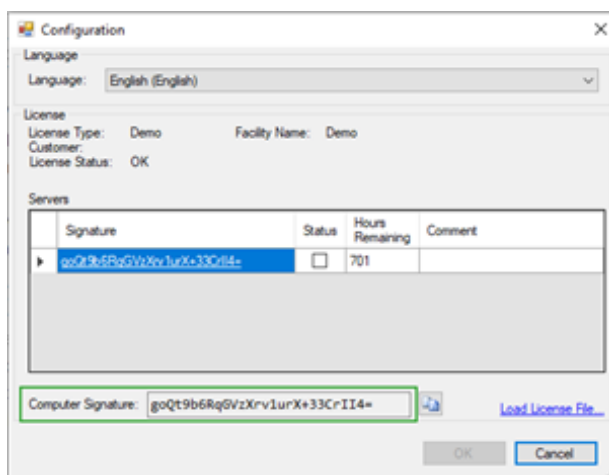 Configuration
Language
Language: English (English)
License
License Type: Demo Facility Name: Demo
Customer:
License Status: OK
Servers
Signature Status Hours Remaining Comment
goQt9b6RqGVzXrv1urX+33CrII4= 701
Computer Signature: goQt9b6RqGVzXrv1urX+33CrII4=
Load License File...
OK Cancel